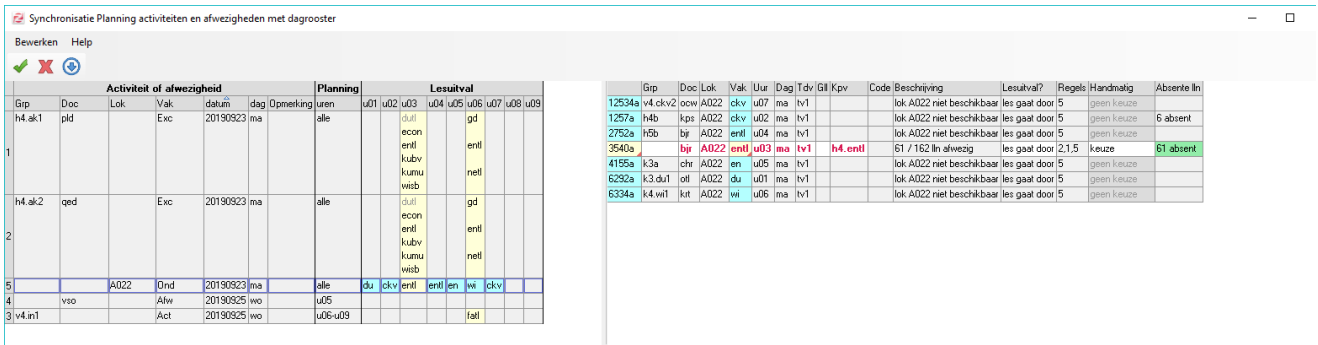 Synchronisatie Planning activiteiten en afwezigheden met dagrooster
Bewerken Help
Activiteit of afwezigheid Planning Lesuitval
Grp Doc Lok Vak datum dag Opmerking uren u01 u02 u03 u04 u05 u06 u07 u08 u09
1 h4.ak1 pld Exc 20190923 ma alle dutl gd
econ
entl entl
kubv
kumu netl
wisb
2 h4.ak2 qed Exc 20190923 ma alle dutl gd
econ
entl entl
kubv
kumu netl
wisb
5 A022 Ond 20190923 ma alle du ckv entl entl en wi ckv
4 vso Afw 20190925 wo u05
3 v4.in1 Act 20190925 wo u06-u09 fatl
Grp Doc Lok Vak Uur Dag Tdv Gll Kpv Code Beschrijving Lesuitval? Regels Handmatig Absente lln
12534a v4.ckv2 ocw A022 ckv u07 ma tv1 lok A022 niet beschikbaar les gaat door 5 geen keuze
1257a h4b kps A022 ckv u02 ma tv1 lok A022 niet beschikbaar les gaat door 5 geen keuze 6 absent
2752a h5b bjr A022 entl u04 ma tv1 lok A022 niet beschikbaar les gaat door 5 geen keuze
3540a bjr A022 entl u03 ma tv1 h4.entl 61 / 162 lln afwezig les gaat door 2,1,5 keuze 61 absent
4155a k3a chr A022 en u05 ma tv1 lok A022 niet beschikbaar les gaat door 5 geen keuze
6292a k3.du1 otl A022 du u01 ma tv1 lok A022 niet beschikbaar les gaat door 5 geen keuze
6334a k4.wi1 krt A022 wi u06 ma tv1 lok A022 niet beschikbaar les gaat door 5 geen keuze